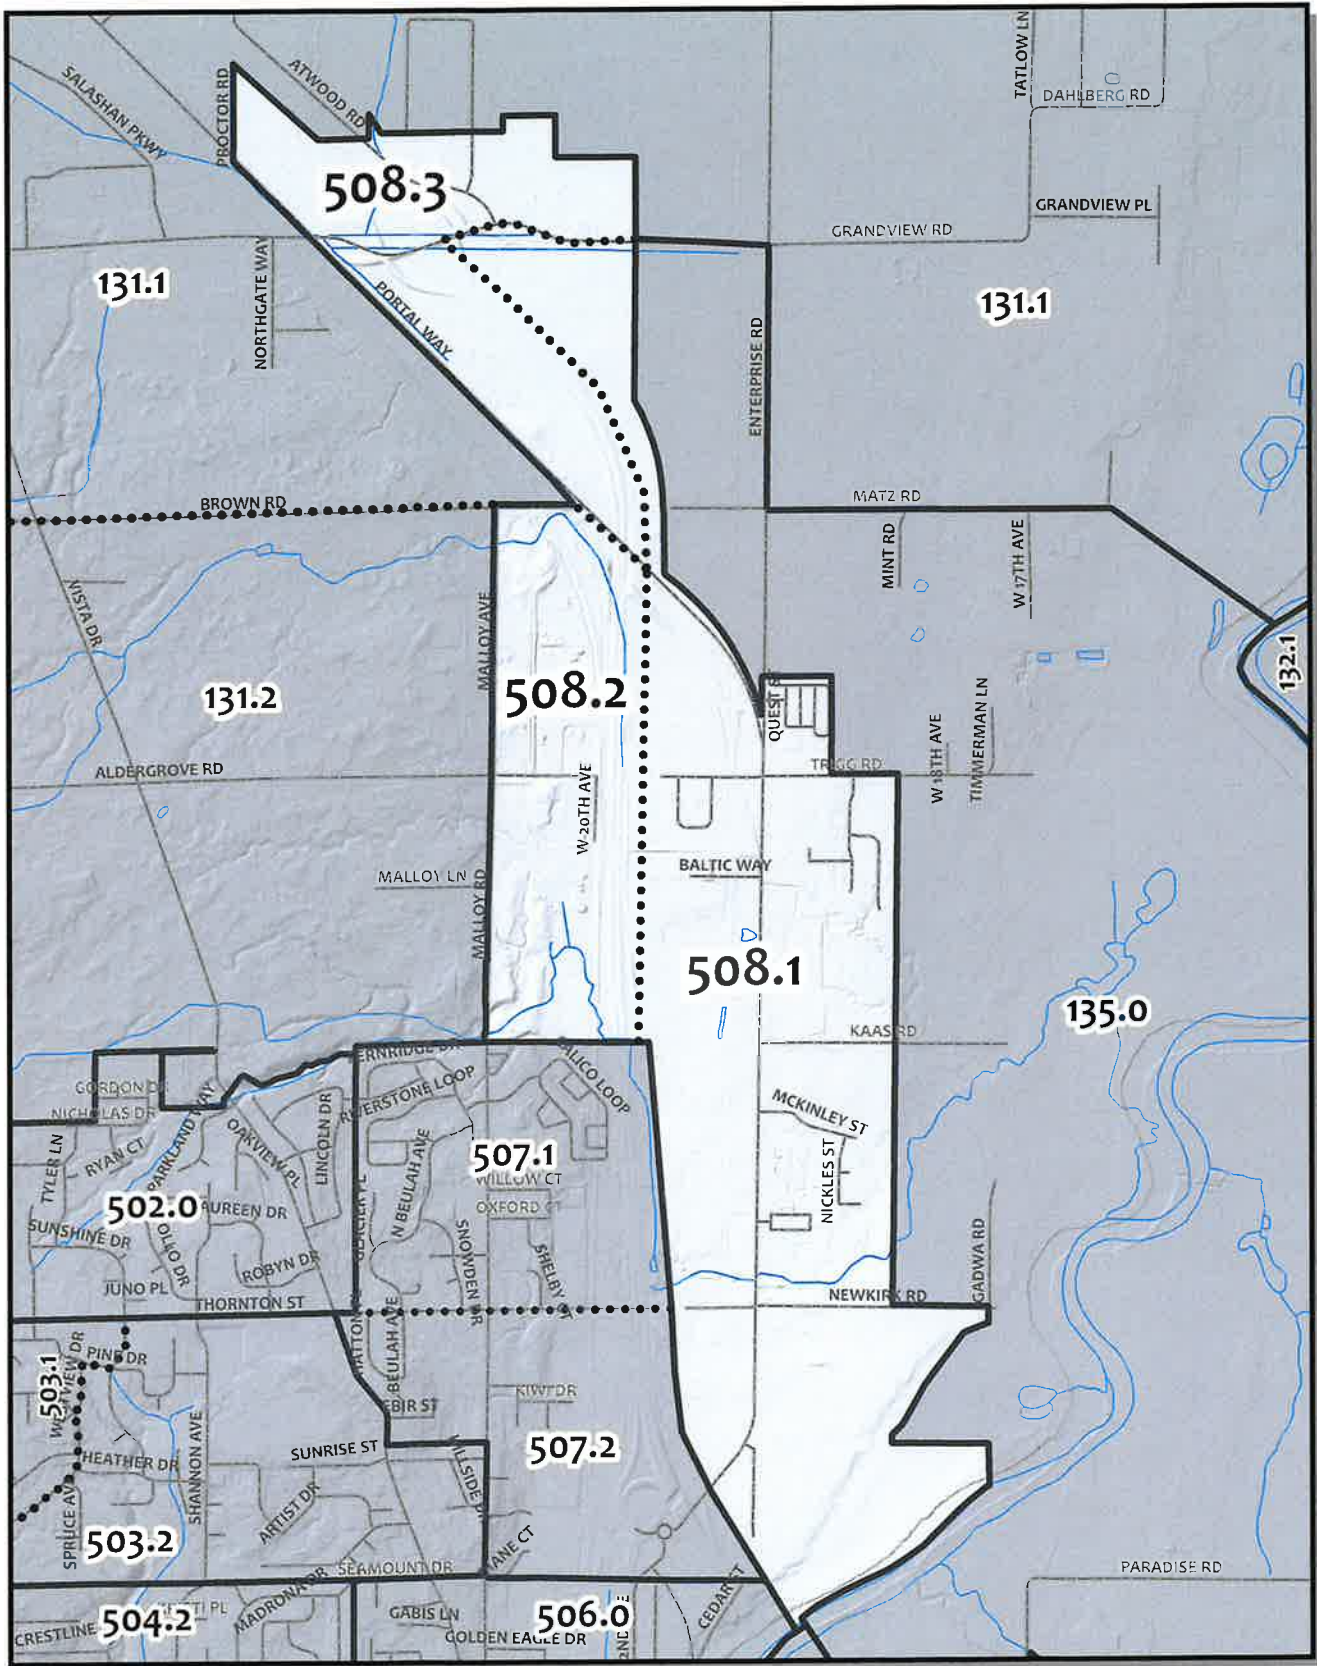 TATLOW LN
SALASHAN PKWY
PROCTOR RD
ATWOOD RD
DAHLBERG RD
508.3
GRANDVIEW PL
GRANDVIEW RD
131.1
NORTHGATE WAY
PORTAL WAY
131.1
ENTERPRISE RD
BROWN RD
MATZ RD
MINT RD
W 17TH AVE
VISTA DR
MALLOY AVE
132.1
131.2
508.2
QUEST
W 18TH AVE
TIMMERMAN LN
ALDERGROVE RD
TRIGG RD
W 20TH AVE
MALLOY LN
MALLOY RD
BALTIC WAY
508.1
135.0
KAAS RD
GORDON
NICHOLAS DR
PARKLAND WAY
RIVERSTONE LOOP
CALICO LOOP
TYLER LN
RYAN CT
OAKVIEW PL
LINCOLN DR
MCKINLEY ST
NICKLES ST
N BEULAH AVE
507.1
WILLOW CT
502.0
OXFORD CT
SUNSHINE DR
ROBYN DR
SNOWDEN
JUNO PL
THORNTON ST
NEWKIRK RD
GADWA RD
BEULAH AVE
503.1
PINE DR
KIWI DR
507.2
SHANNON AVE
SUNRISE ST
HEATHER DR
SPRUCE AVE
ARTIST DR
503.2
SEAMOUNT DR
PARADISE RD
MADRONA DR
CEDAR CT
CRESTLINE
504.2
GABIS LN
506.0
GOLDEN EAGLE DR